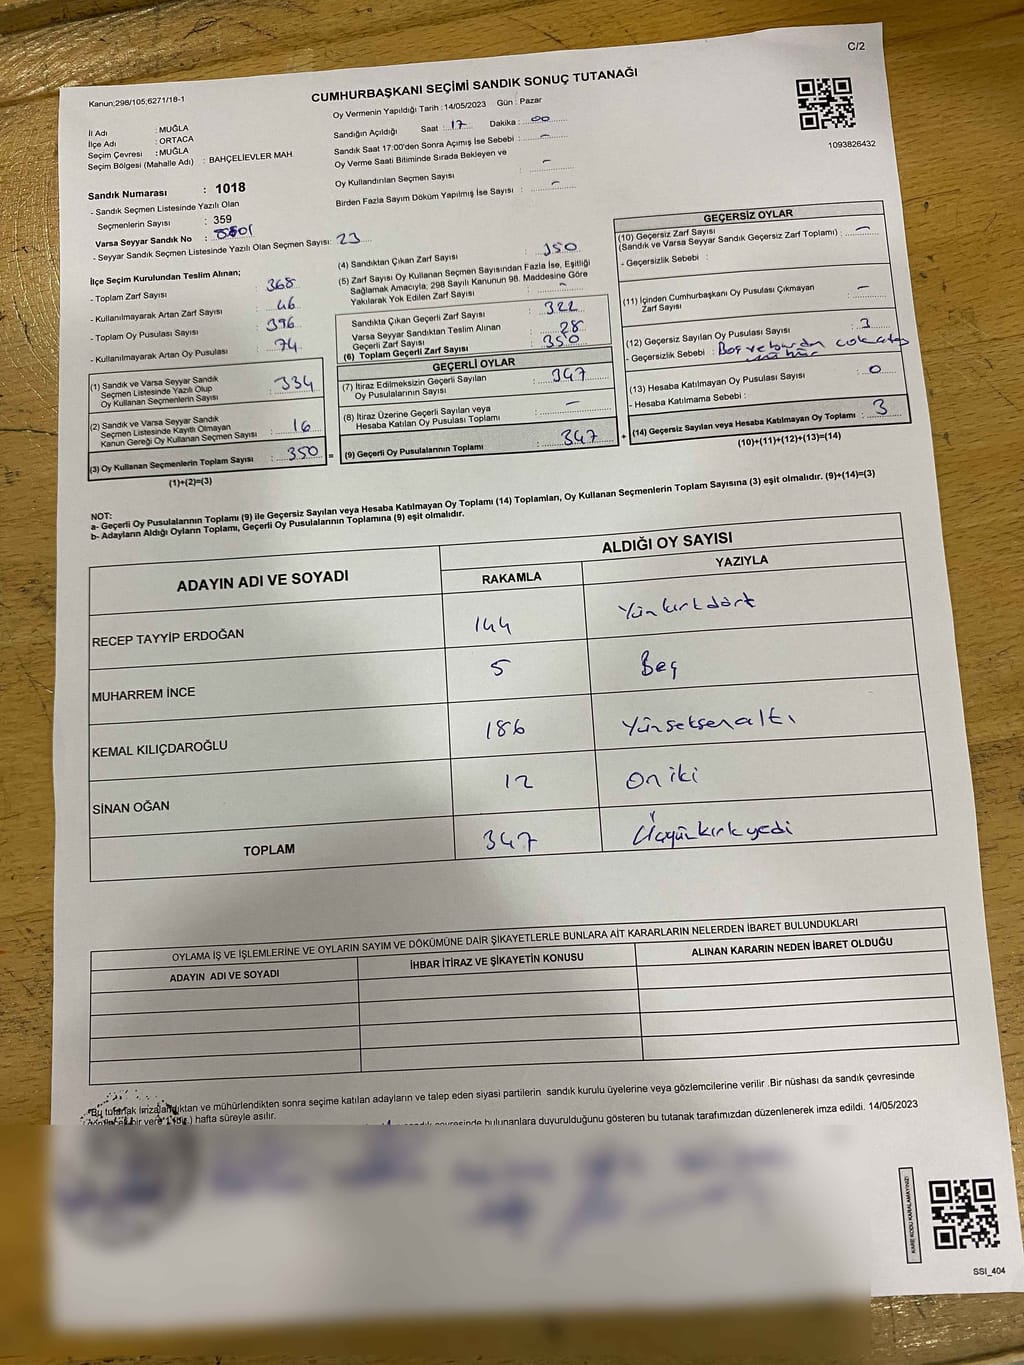 C/2
Kanun;298/105,6271/18-1
CUMHURBAŞKANI SEÇİMİ SANDIK SONUÇ TUTANAĞI
Oy Vermenin Yapıldığı Tarih : 14/05/2023 Gün : Pazar
İl Adı : MUĞLA
İlçe Adı : ORTACA
Seçim Çevresi : MUĞLA
Seçim Bölgesi (Mahalle Adı) : BAHÇELİEVLER MAH.
Sandığın Açıldığı Saat : 17 Dakika : 00
Sandık Saat 17:00'den Sonra Açımış İse Sebebi : -
Oy Verme Saati Bitiminde Sırada Bekleyen ve
Oy Kullandırılan Seçmen Sayısı : -
Birden Fazla Sayım Döküm Yapılmış İse Sayısı : -
1093826432
Sandık Numarası : 1018
- Sandık Seçmen Listesinde Yazılı Olan
Seçmenlerin Sayısı : 359
Varsa Seyyar Sandık No :
- Seyyar Sandık Seçmen Listesinde Yazılı Olan Seçmen Sayısı: 23
İlçe Seçim Kurulundan Teslim Alınan;
- Toplam Zarf Sayısı : 368
- Kullanılmayarak Artan Zarf Sayısı : 46
- Toplam Oy Pusulası Sayısı : 396
- Kullanılmayarak Artan Oy Pusulası : 74
(1) Sandık ve Varsa Seyyar Sandık
Seçmen Listesinde Yazılı Olup
Oy Kullanan Seçmenlerin Sayısı : 334
(2) Sandık ve Varsa Seyyar Sandık
Seçmen Listesinde Kayıtlı Olmayan
Kanun Gereği Oy Kullanan Seçmen Sayısı : 16
(3) Oy Kullanan Seçmenlerin Toplam Sayısı : 350 =
(1)+(2)=(3)
(4) Sandıktan Çıkan Zarf Sayısı : 350
(5) Zarf Sayısı Oy Kullanan Seçmen Sayısından Fazla İse, Eşitliği
Sağlamak Amacıyla, 298 Sayılı Kanunun 98. Maddesine Göre
Yakılarak Yok Edilen Zarf Sayısı : -
Sandıkta Çıkan Geçerli Zarf Sayısı : 322
Varsa Seyyar Sandıktan Teslim Alınan
Geçerli Zarf Sayısı : 28
(6) Toplam Geçerli Zarf Sayısı : 350
GEÇERLİ OYLAR
(7) İtiraz Edilmeksizin Geçerli Sayılan
Oy Pusulalarının Sayısı : 347
(8) İtiraz Üzerine Geçerli Sayılan veya
Hesaba Katılan Oy Pusulası Toplamı : -
(9) Geçerli Oy Pusulalarının Toplamı : 347 +
GEÇERSİZ OYLAR
(10) Geçersiz Zarf Sayısı
(Sandık ve Varsa Seyyar Sandık Geçersiz Zarf Toplamı) : -
- Geçersizlik Sebebi :
(11) İçinden Cumhurbaşkanı Oy Pusulası Çıkmayan
Zarf Sayısı : -
(12) Geçersiz Sayılan Oy Pusulası Sayısı : 3
- Geçersizlik Sebebi : Boş ve
(13) Hesaba Katılmayan Oy Pusulası Sayısı : 0
- Hesaba Katılmama Sebebi :
(14) Geçersiz Sayılan veya Hesaba Katılmayan Oy Toplamı : 3
(10)+(11)+(12)+(13)=(14)
NOT:
a- Geçerli Oy Pusulalarının Toplamı (9) ile Geçersiz Sayılan veya Hesaba Katılmayan Oy Toplamı (14) Toplamları, Oy Kullanan Seçmenlerin Toplam Sayısına (3) eşit olmalıdır. (9)+(14)=(3)
b- Adayların Aldığı Oyların Toplamı, Geçerli Oy Pusulalarının Toplamına (9) eşit olmalıdır.
ADAYIN ADI VE SOYADI ALDIĞI OY SAYISI
RAKAMLA YAZIYLA
RECEP TAYYİP ERDOĞAN 144 Yüzkırkdört
MUHARREM İNCE 5 Beş
KEMAL KILIÇDAROĞLU 186 Yüzseksenaltı
SİNAN OĞAN 12 on iki
TOPLAM 347 Üçyüzkırkyedi
OYLAMA İŞ VE İŞLEMLERİNE VE OYLARIN SAYIM VE DÖKÜMÜNE DAİR ŞİKAYETLERLE BUNLARA AİT KARARLARIN NELERDEN İBARET BULUNDUKLARI
ADAYIN ADI VE SOYADI İHBAR İTİRAZ VE ŞİKAYETİN KONUSU ALINAN KARARIN NEDEN İBARET OLDUĞU
Bu tutanak imzalandıktan ve mühürlendikten sonra seçime katılan adayların ve talep eden siyasi partilerin sandık kurulu üyelerine veya gözlemcilerine verilir .Bir nüshası da sandık çevresinde
bir yere hafta süreyle asılır.
bulunanlara duyurulduğunu gösteren bu tutanak tarafımızdan düzenlenerek imza edildi. 14/05/2023
KARE KODU KARALAMAYINIZ!
SSI_404